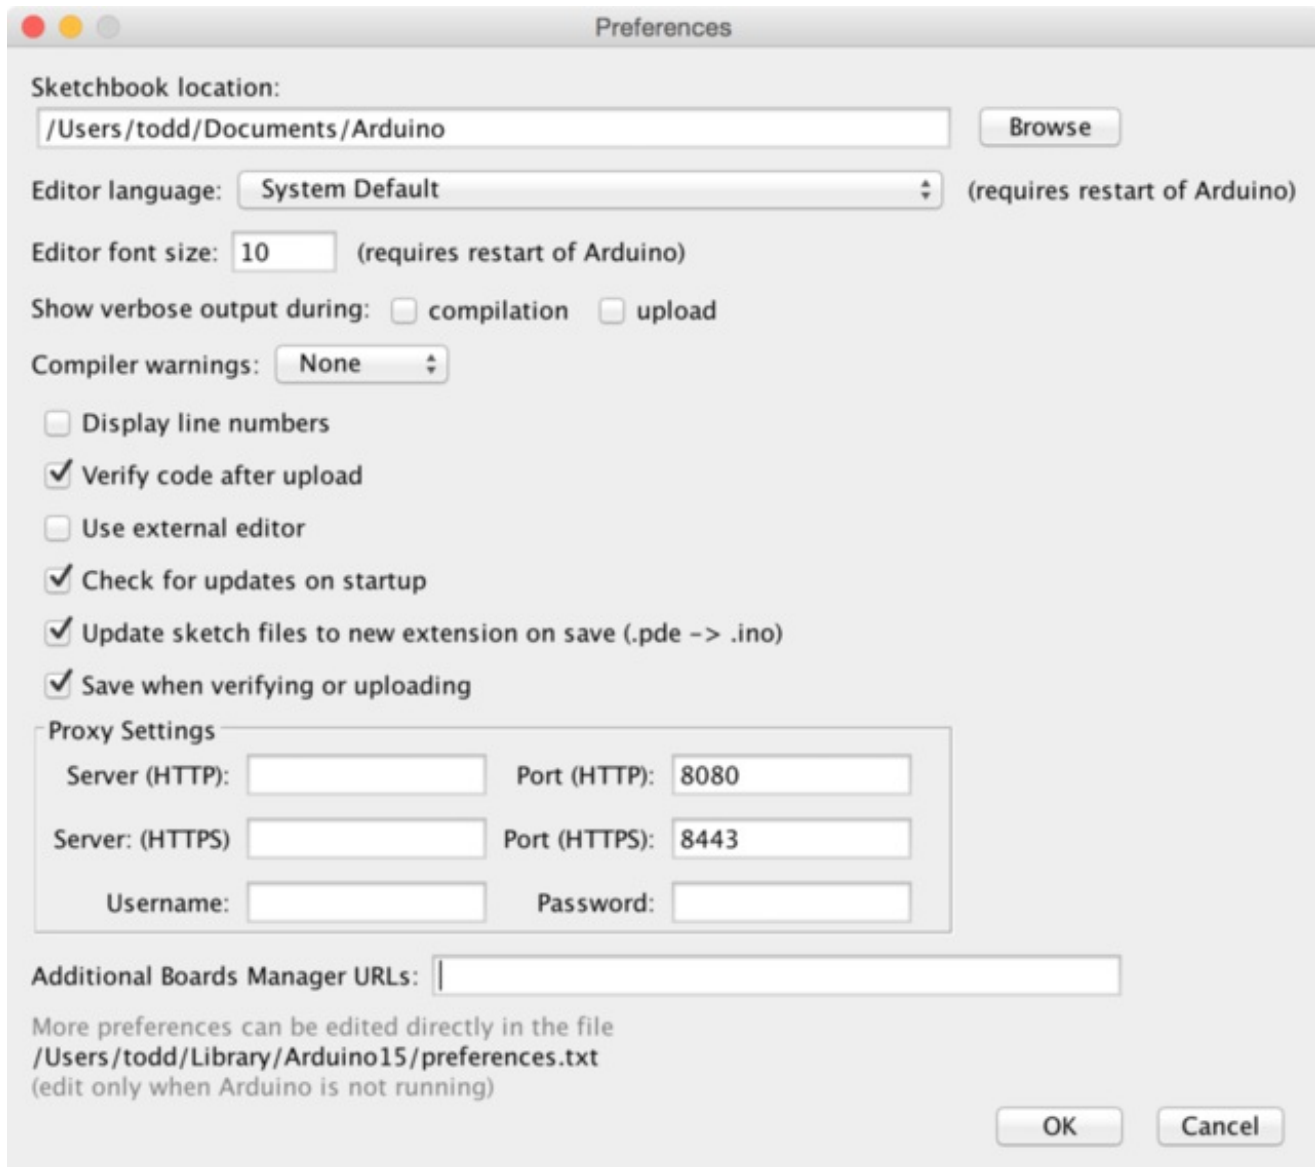 Preferences
Sketchbook location:
/Users/todd/Documents/Arduino
Browse
Editor language: System Default (requires restart of Arduino)
Editor font size: 10 (requires restart of Arduino)
Show verbose output during: compilation upload
Compiler warnings: None
Display line numbers
Verify code after upload
Use external editor
Check for updates on startup
Update sketch files to new extension on save (.pde -> .ino)
Save when verifying or uploading
Proxy Settings
Server (HTTP): Port (HTTP): 8080
Server: (HTTPS) Port (HTTPS): 8443
Username: Password:
Additional Boards Manager URLs:
More preferences can be edited directly in the file
/Users/todd/Library/Arduino15/preferences.txt
(edit only when Arduino is not running)
OK Cancel